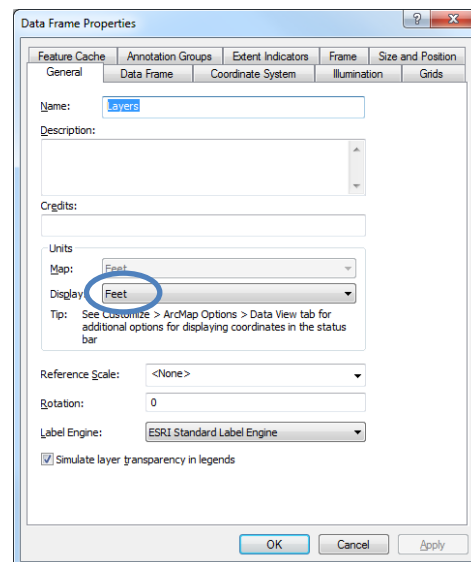 Data Frame Properties
Feature Cache Annotation Groups Extent Indicators Frame Size and Position
General Data Frame Coordinate System Illumination Grids
Name: Layers
Description:
Credits:
Units
Map: Feet
Display: Feet
Tip: See Customize > ArcMap Options > Data View tab for
additional options for displaying coordinates in the status
bar
Reference Scale: <None>
Rotation: 0
Label Engine: ESRI Standard Label Engine
Simulate layer transparency in legends
OK Cancel Apply